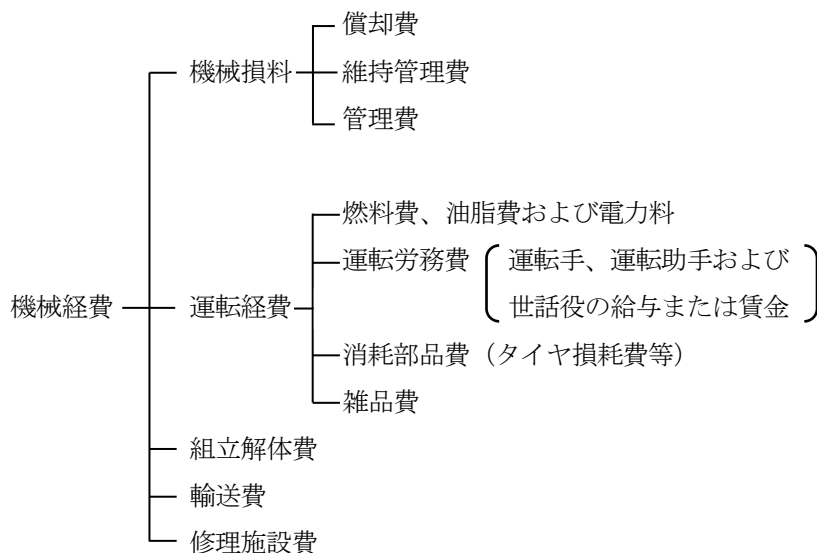 償却費
機械損料
維持管理費
管理費
燃料費、油脂費および電力料
運転労務費
運転手、運転助手および
機械経費
運転経費
世話役の給与または賃金
消耗部品費（タイヤ損耗費等）
雑品費
組立解体費
輸送費
修理施設費